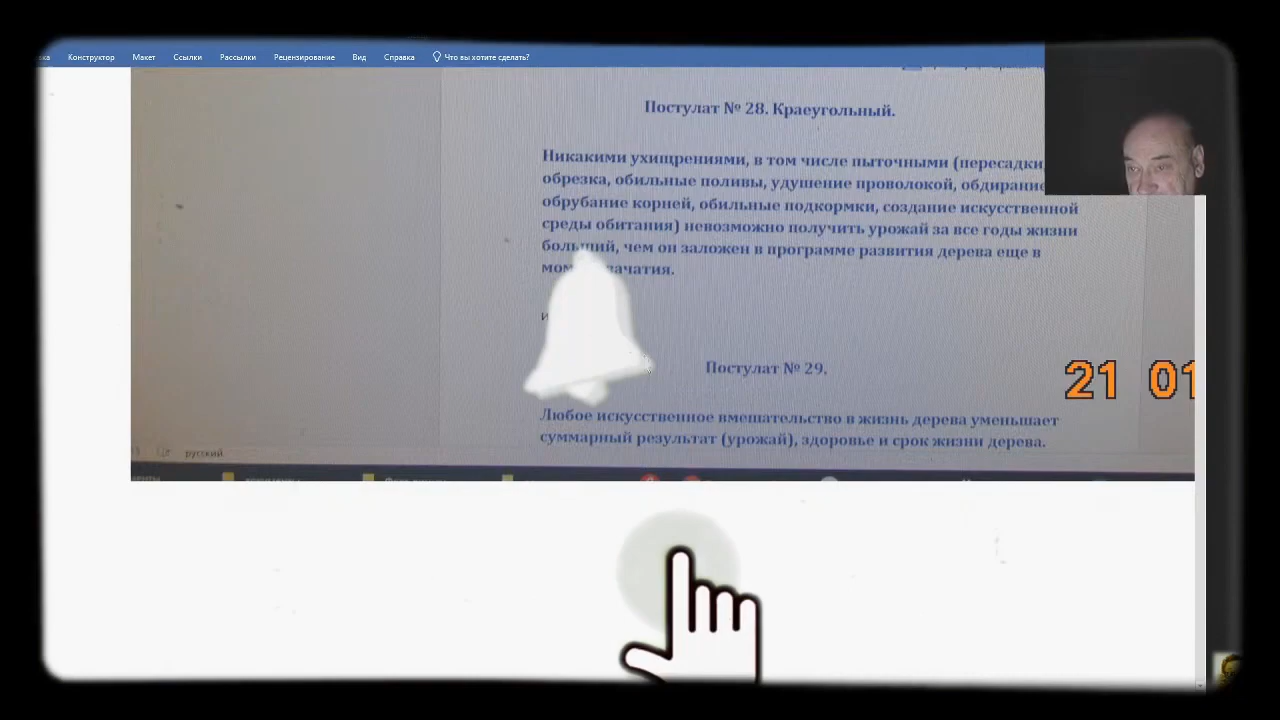 Конструктор Макет Ссылки Рассылки Рецензирование Вид Справка Что вы хотите сделать?
Постулат № 28. Краеугольный.
Никакими ухищрениями, в том числе пыточными (пересадки,
обрезка, обильные поливы, удушение проволокой, обдирание
обрубание корней, обильные подкормки, создание искусственной
среды обитания) невозможно получить урожай за все годы жизни
больший, чем он заложен в программе развития дерева еще в
Постулат № 29.
21 01
Любое искусственное вмешательство в жизнь дерева уменьшает
суммарный результат (урожай), здоровье и срок жизни дерева.
русский